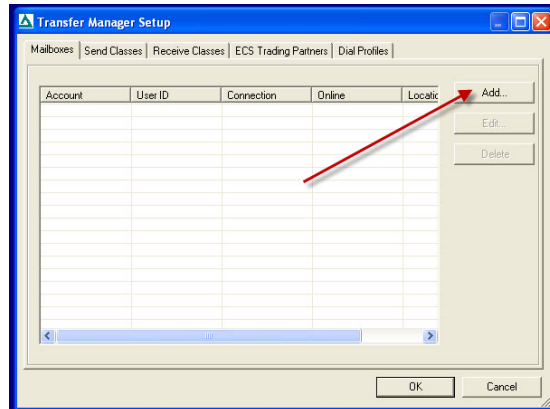 Transfer Manager Setup
Mailboxes Send Classes Receive Classes ECS Trading Partners Dial Profiles
Account User ID Connection Online Locatic Add...
Edit...
Delete
OK Cancel